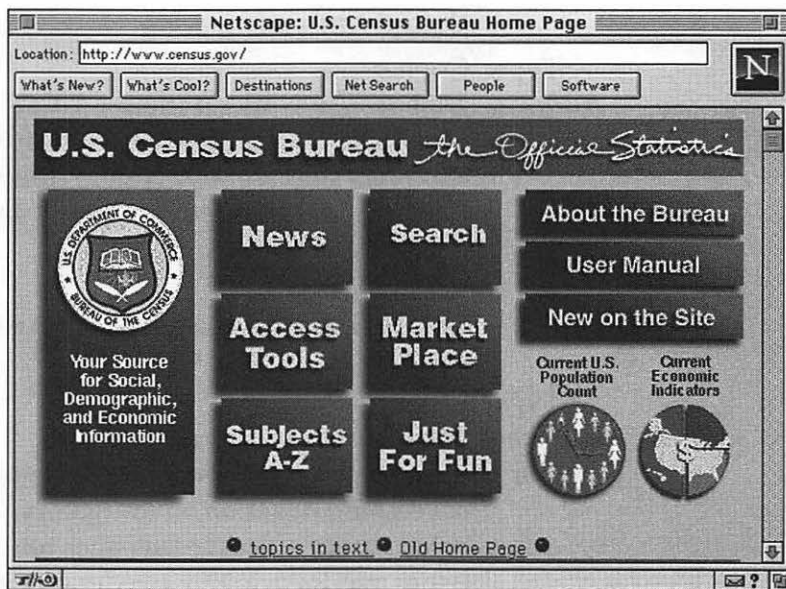 Netscape: U.S. Census Bureau Home Page
Location: http://www.census.gov/
What's New? What's Cool? Destinations Net Search People Software
N
U.S. Census Bureau the Official Statistics
U.S. DEPARTMENT OF COMMERCE
BUREAU OF THE CENSUS
Your Source
for Social,
Demographic,
and Economic
Information
News
Search
Access
Tools
Market
Place
Subjects
A-Z
Just
For Fun
About the Bureau
User Manual
New on the Site
Current U.S.
Population
Count
Current
Economic
Indicators
$
topics in text Old Home Page
?